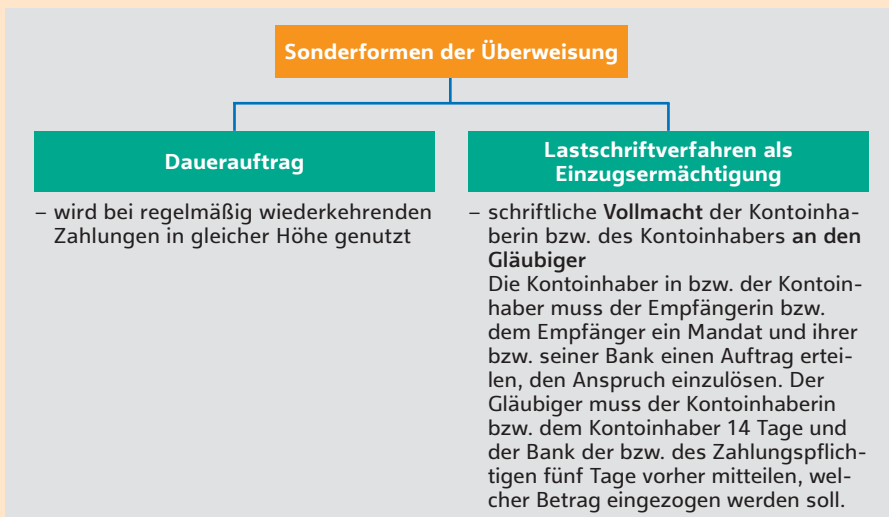 Sonderformen der Überweisung
Dauerauftrag
– wird bei regelmäßig wiederkehrenden
Zahlungen in gleicher Höhe genutzt
Lastschriftverfahren als
Einzugsermächtigung
– schriftliche Vollmacht der Kontoinha-
berin bzw. des Kontoinhabers an den
Gläubiger
Die Kontoinhaber in bzw. der Kontoin-
haber muss der Empfängerin bzw.
dem Empfänger ein Mandat und ihrer
bzw. seiner Bank einen Auftrag ertei-
len, den Anspruch einzulösen. Der
Gläubiger muss der Kontoinhaberin
bzw. dem Kontoinhaber 14 Tage und
der Bank der bzw. des Zahlungspflich-
tigen fünf Tage vorher mitteilen, wel-
cher Betrag eingezogen werden soll.